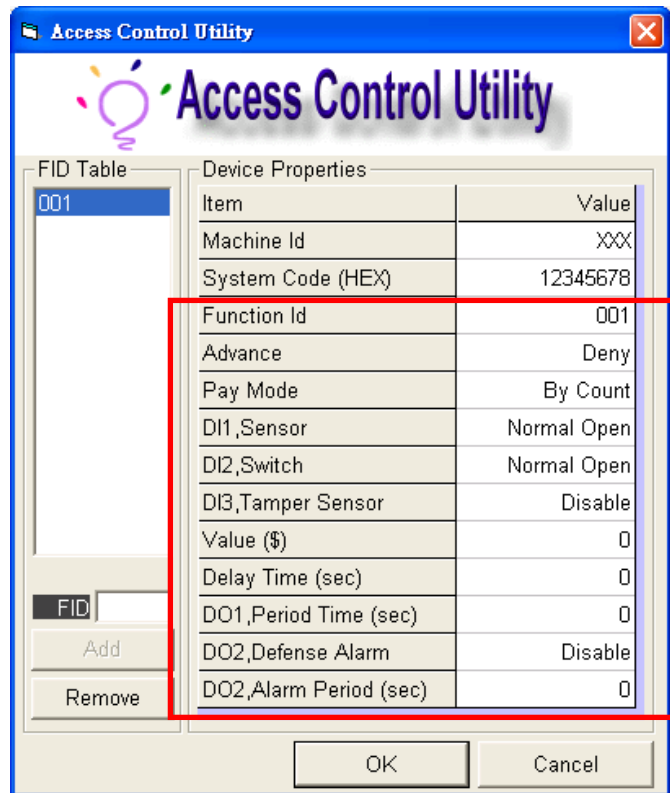 Access Control Utility
Access Control Utility
FID Table
001
FID
Add
Remove
Device Properties
Item Value
Machine Id XXX
System Code (HEX) 12345678
Function Id 001
Advance Deny
Pay Mode By Count
DI1,Sensor Normal Open
DI2,Switch Normal Open
DI3,Tamper Sensor Disable
Value ($) 0
Delay Time (sec) 0
DO1,Period Time (sec) 0
DO2,Defense Alarm Disable
DO2,Alarm Period (sec) 0
OK Cancel